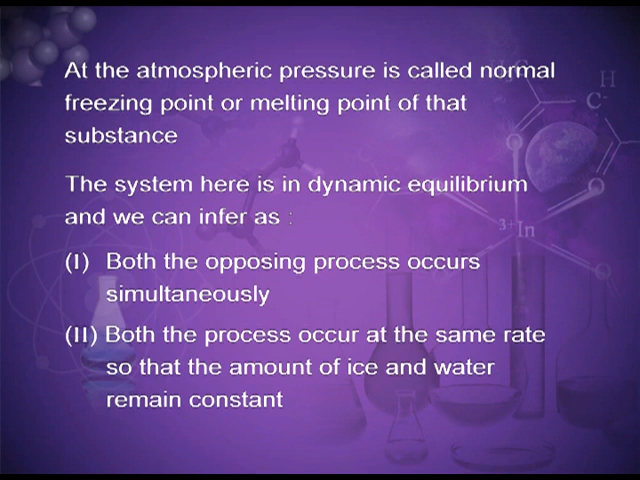 At the atmospheric pressure is called normal
freezing point or melting point of that
substance
The system here is in dynamic equilibrium
and we can infer as :
(I) Both the opposing process occurs
simultaneously
(II) Both the process occur at the same rate
so that the amount of ice and water
remain constant
H
C-
3+In